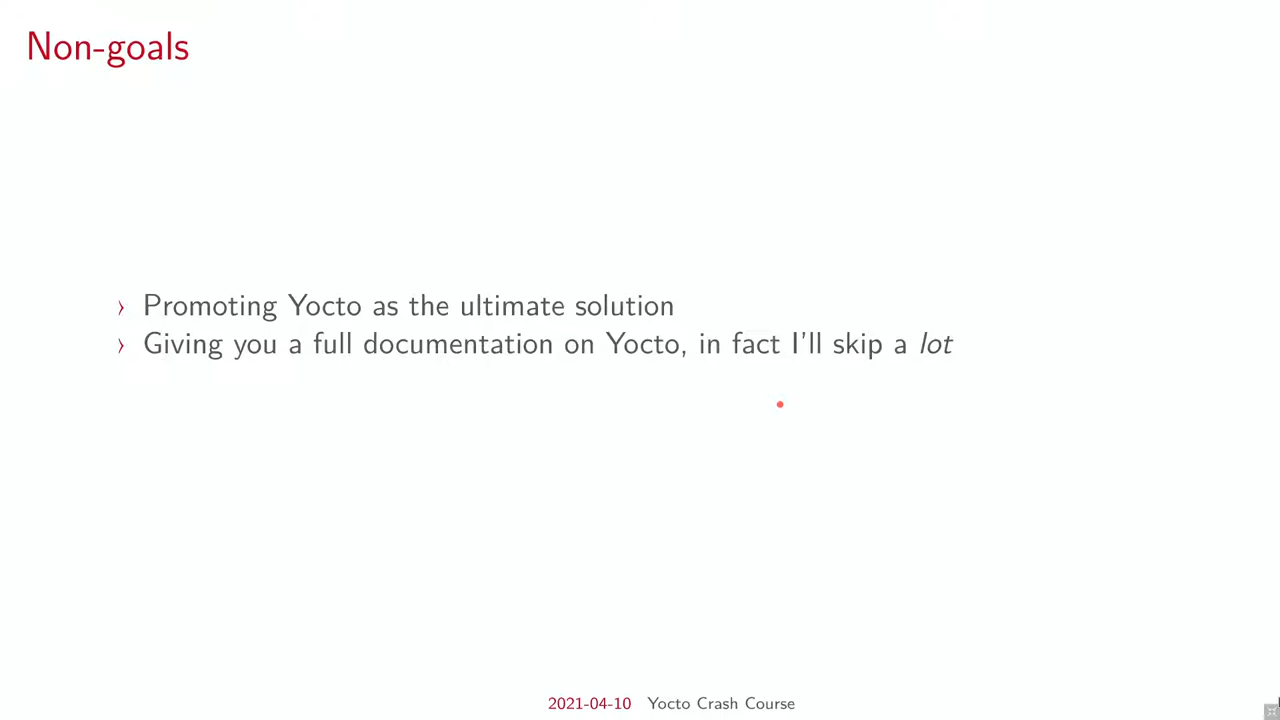 Non-goals
› Promoting Yocto as the ultimate solution
› Giving you a full documentation on Yocto, in fact I'll skip a lot
2021-04-10 Yocto Crash Course